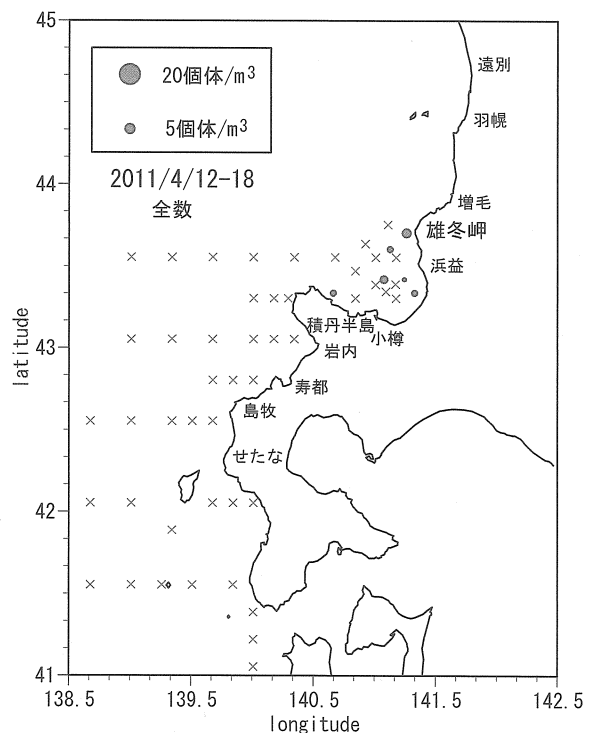 45
20個体/m³
遠別
5個体/m³
羽幌
2011/4/12-18
44
全数
増毛
雄冬岬
浜益
積丹半島
小樽
43
岩内
寿都
島牧
せたな
42
41
latitude
138.5 139.5 140.5 141.5 142.5
longitude